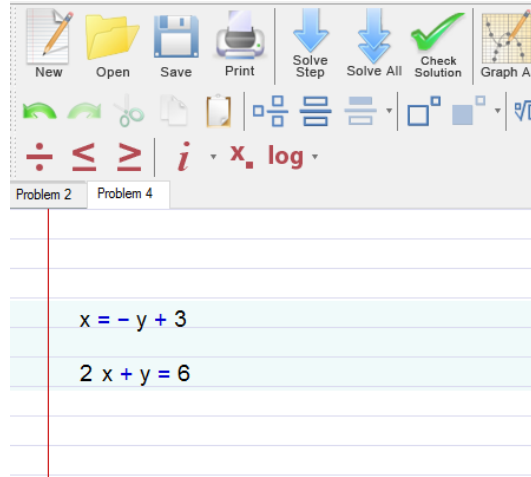 New Open Save Print Solve Step Solve All Check Solution Graph A
÷ ≤ ≥ i x log
Problem 2 Problem 4
x = − y + 3
2 x + y = 6